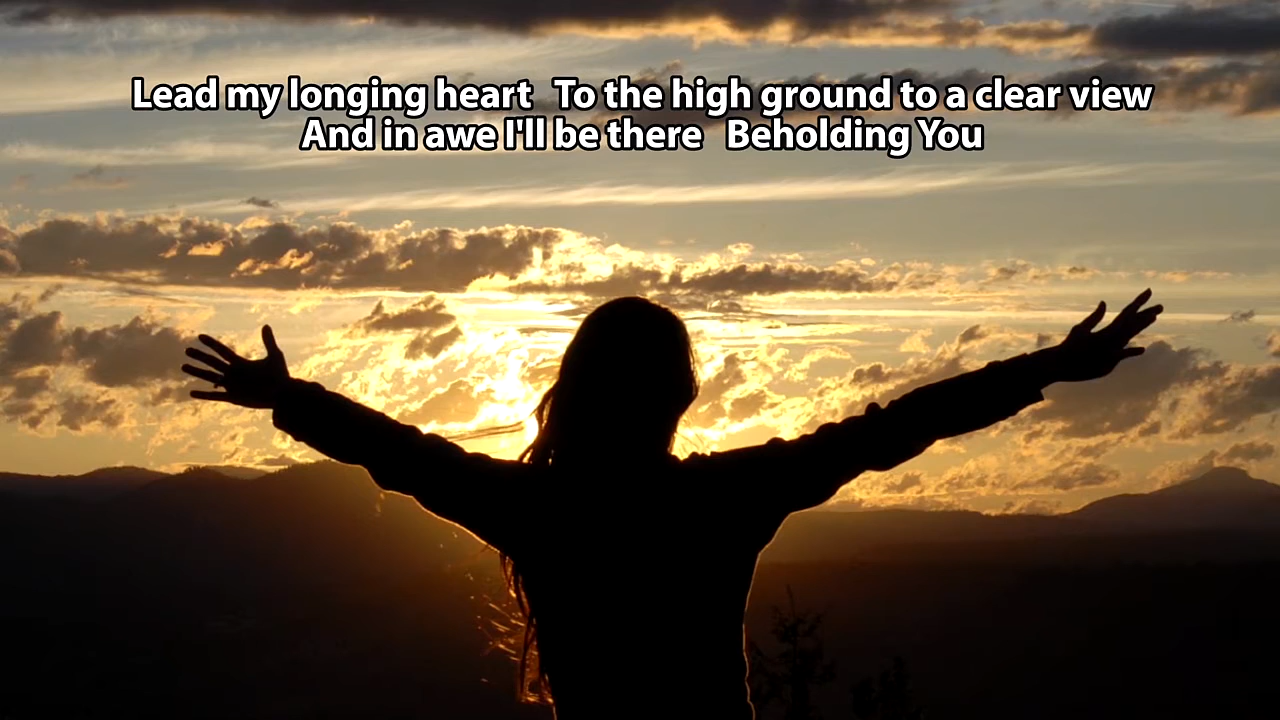 Lead my longing heart   To the high ground to a clear view
And in awe I'll be there   Beholding You